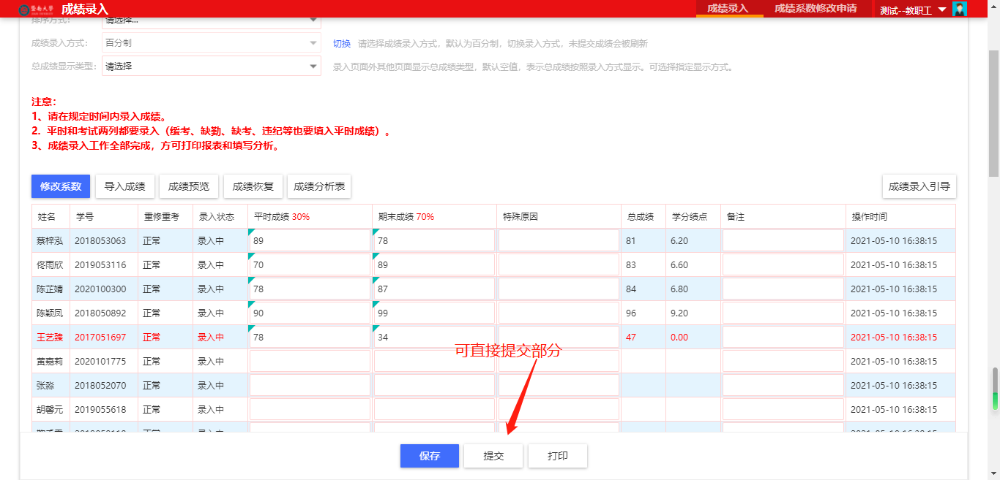 暨南大学 成绩录入 成绩录入 成绩系数修改申请 测试--教职工
排序方式: 请选择...
成绩录入方式: 百分制 切换 请选择成绩录入方式，默认为百分制，切换录入方式，未提交成绩会被刷新
总成绩显示类型: 请选择 录入页面外其他页面显示总成绩类型，默认空值，表示总成绩按照录入方式显示。可选择指定显示方式。
注意:
1、请在规定时间内录入成绩。
2. 平时和考试两列都要录入（缓考、缺勤、缺考、违纪等也要填入平时成绩）。
3、成绩录入工作全部完成，方可打印报表和填写分析。
修改系数 导入成绩 成绩预览 成绩恢复 成绩分析表 成绩录入引导
姓名 学号 重修重考 录入状态 平时成绩 30% 期末成绩 70% 特殊原因 总成绩 学分绩点 备注 操作时间
蔡梓泓 2018053063 正常 录入中 89 78 81 6.20 2021-05-10 16:38:15
佟雨欣 2019053116 正常 录入中 70 89 83 6.60 2021-05-10 16:38:15
陈芷婧 2020100300 正常 录入中 78 87 84 6.80 2021-05-10 16:38:15
陈颖凤 2018050892 正常 录入中 90 99 96 9.20 2021-05-10 16:38:15
王艺臻 2017051697 正常 录入中 78 34 47 0.00 2021-05-10 16:38:15
可直接提交部分
黄嘉莉 2020101775 正常 录入中 2021-05-10 16:38:15
张淼 2018052070 正常 录入中 2021-05-10 16:38:15
胡馨元 2019055618 正常 录入中 2021-05-10 16:38:15
保存 提交 打印